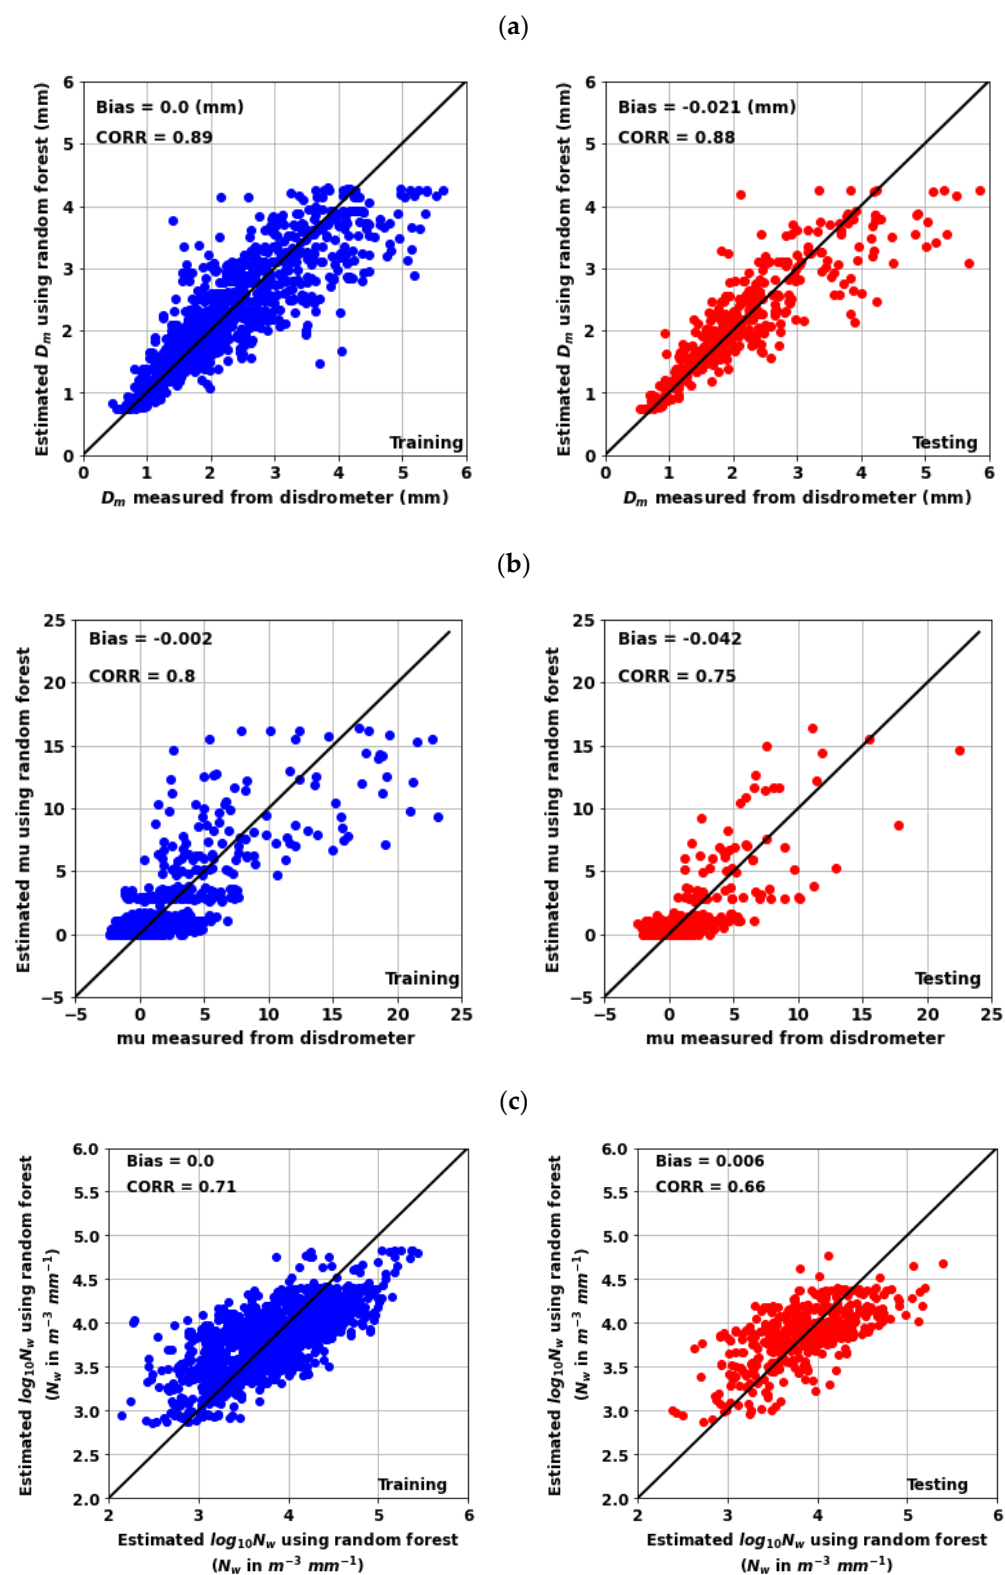 (a)
6
5
4
3
2
1
0
Estimated Dₘ using random forest (mm)
Bias = 0.0 (mm)
CORR = 0.89
Training
0 1 2 3 4 5 6
Dₘ measured from disdrometer (mm)
6
5
4
3
2
1
0
Estimated Dₘ using random forest (mm)
Bias = -0.021 (mm)
CORR = 0.88
Testing
0 1 2 3 4 5 6
Dₘ measured from disdrometer (mm)
(b)
25
20
15
10
5
0
−5
Estimated mu using random forest
Bias = -0.002
CORR = 0.8
Training
−5 0 5 10 15 20 25
mu measured from disdrometer
25
20
15
10
5
0
−5
Estimated mu using random forest
Bias = -0.042
CORR = 0.75
Testing
−5 0 5 10 15 20 25
mu measured from disdrometer
(c)
6.0
5.5
5.0
4.5
4.0
3.5
3.0
2.5
2.0
Estimated log₁₀N_w using random forest
(N_w in m⁻³ mm⁻¹)
Bias = 0.0
CORR = 0.71
Training
2 3 4 5 6
Estimated log₁₀N_w using random forest
(N_w in m⁻³ mm⁻¹)
6.0
5.5
5.0
4.5
4.0
3.5
3.0
2.5
2.0
Estimated log₁₀N_w using random forest
(N_w in m⁻³ mm⁻¹)
Bias = 0.006
CORR = 0.66
Testing
2 3 4 5 6
Estimated log₁₀N_w using random forest
(N_w in m⁻³ mm⁻¹)